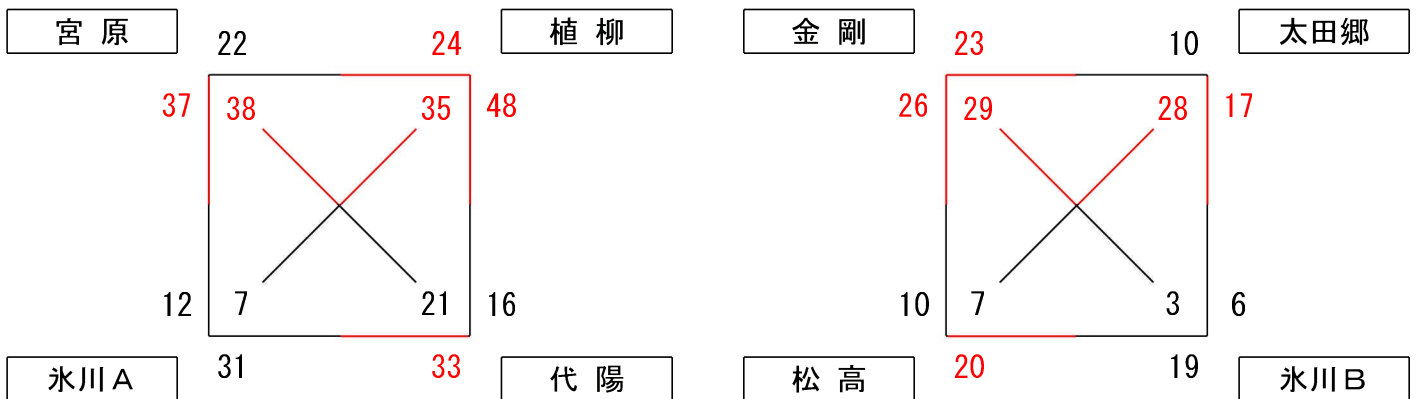 宮 原 22 24 植 柳 金 剛 23 10 太田郷
37 38 35 48 26 29 28 17
12 7 21 16 10 7 3 6
氷川A 31 33 代 陽 松 高 20 19 氷川B